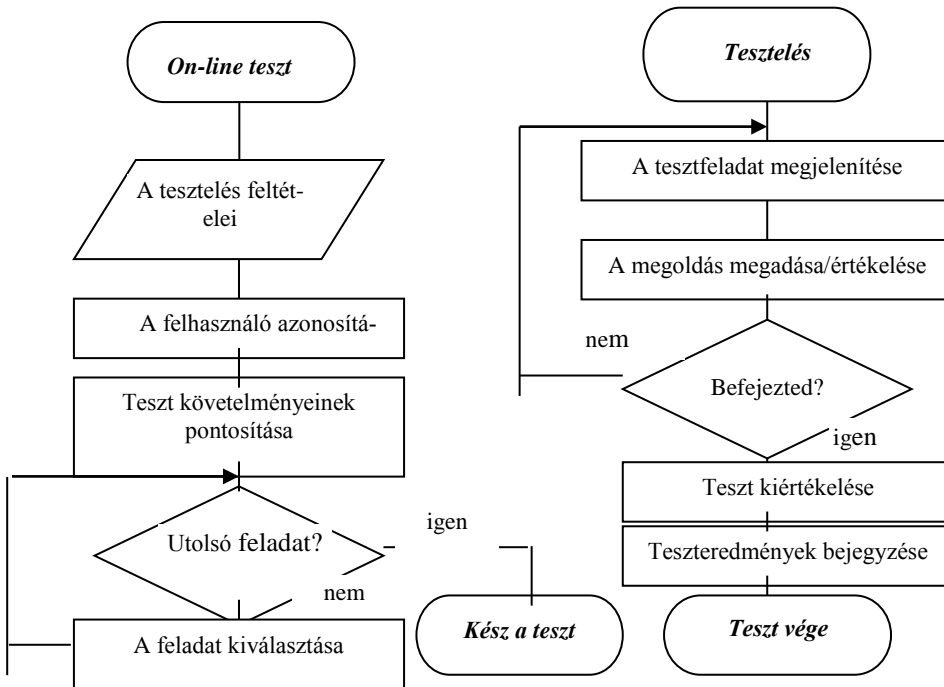 On-line teszt
A tesztelés feltét-
elei
A felhasználó azonosítá-
Teszt követelményeinek
pontosítása
Utolsó feladat?
igen
nem
A feladat kiválasztása
Kész a teszt
Tesztelés
A tesztfeladat megjelenítése
A megoldás megadása/értékelése
nem
Befejezted?
igen
Teszt kiértékelése
Teszteredmények bejegyzése
Teszt vége